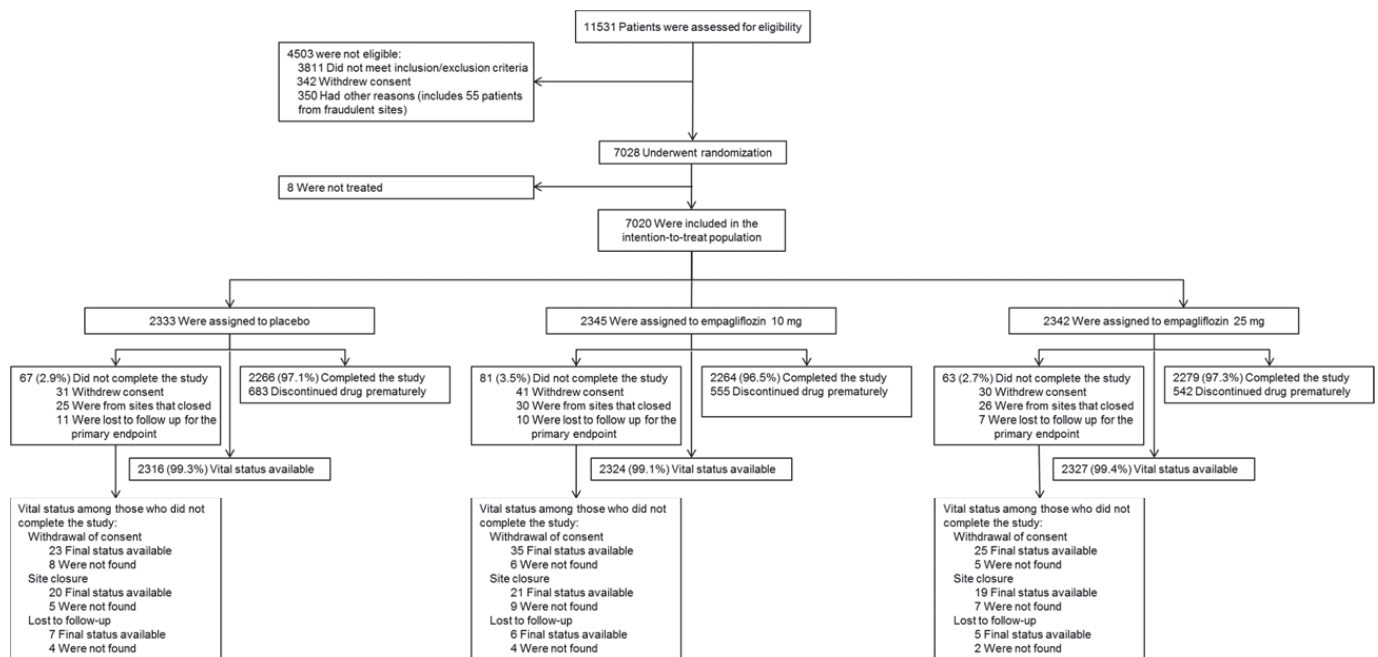 11531 Patients were assessed for eligibility
4503 were not eligible:
3811 Did not meet inclusion/exclusion criteria
342 Withdrew consent
350 Had other reasons (includes 55 patients
from fraudulent sites)
7028 Underwent randomization
8 Were not treated
7020 Were included in the
intention-to-treat population
2333 Were assigned to placebo
2345 Were assigned to empagliflozin 10 mg
2342 Were assigned to empagliflozin 25 mg
67 (2.9%) Did not complete the study
31 Withdrew consent
25 Were from sites that closed
11 Were lost to follow up for the
primary endpoint
2266 (97.1%) Completed the study
683 Discontinued drug prematurely
81 (3.5%) Did not complete the study
41 Withdrew consent
30 Were from sites that closed
10 Were lost to follow up for the
primary endpoint
2264 (96.5%) Completed the study
555 Discontinued drug prematurely
63 (2.7%) Did not complete the study
30 Withdrew consent
26 Were from sites that closed
7 Were lost to follow up for the
primary endpoint
2279 (97.3%) Completed the study
542 Discontinued drug prematurely
2316 (99.3%) Vital status available
2324 (99.1%) Vital status available
2327 (99.4%) Vital status available
Vital status among those who did not
complete the study:
Withdrawal of consent
23 Final status available
8 Were not found
Site closure
20 Final status available
5 Were not found
Lost to follow-up
7 Final status available
4 Were not found
Vital status among those who did not
complete the study:
Withdrawal of consent
35 Final status available
6 Were not found
Site closure
21 Final status available
9 Were not found
Lost to follow-up
6 Final status available
4 Were not found
Vital status among those who did not
complete the study:
Withdrawal of consent
25 Final status available
5 Were not found
Site closure
19 Final status available
7 Were not found
Lost to follow-up
5 Final status available
2 Were not found